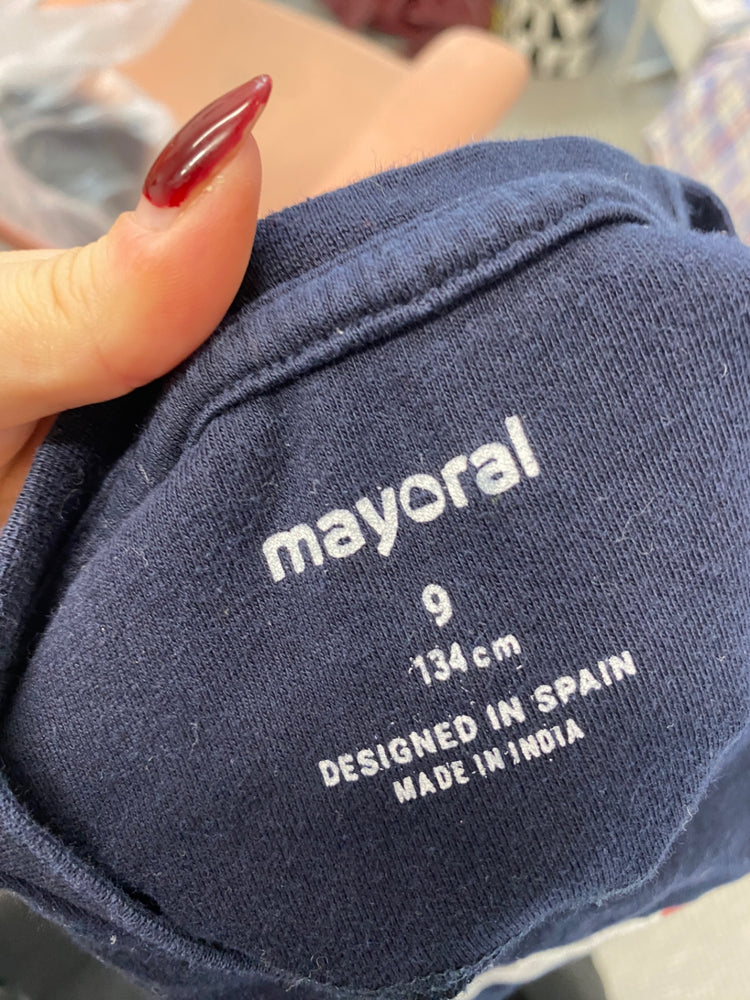 mayoral
9
134cm
DESIGNED IN SPAIN
MADE IN INDIA